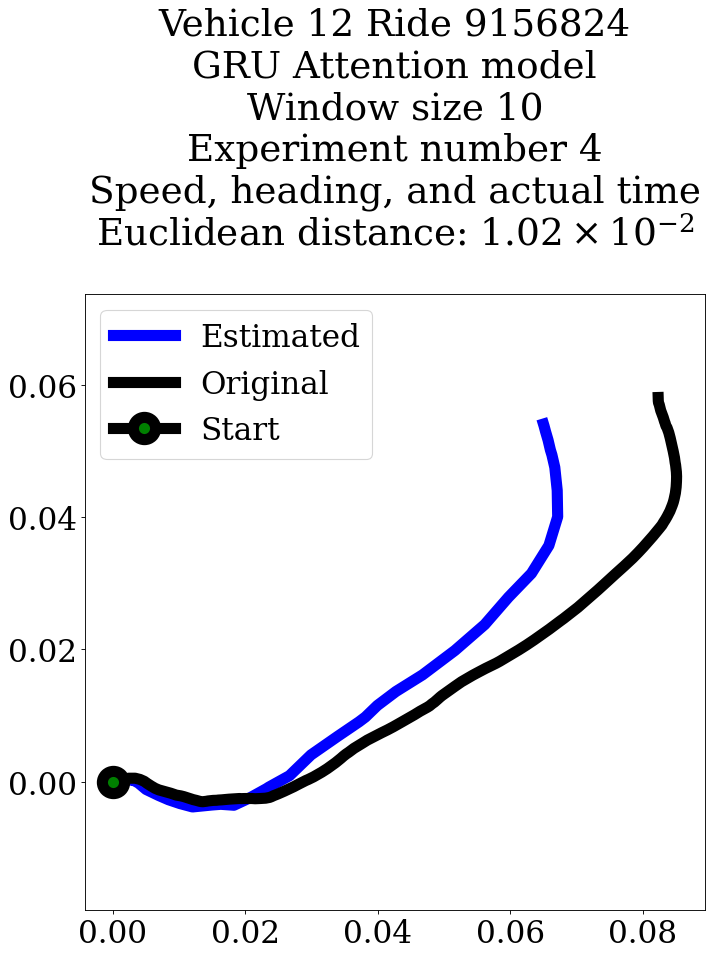 Vehicle 12 Ride 9156824
GRU Attention model
Window size 10
Experiment number 4
Speed, heading, and actual time
Euclidean distance: 1.02 × 10⁻²
Estimated
Original
Start
0.06
0.04
0.02
0.00
0.00 0.02 0.04 0.06 0.08